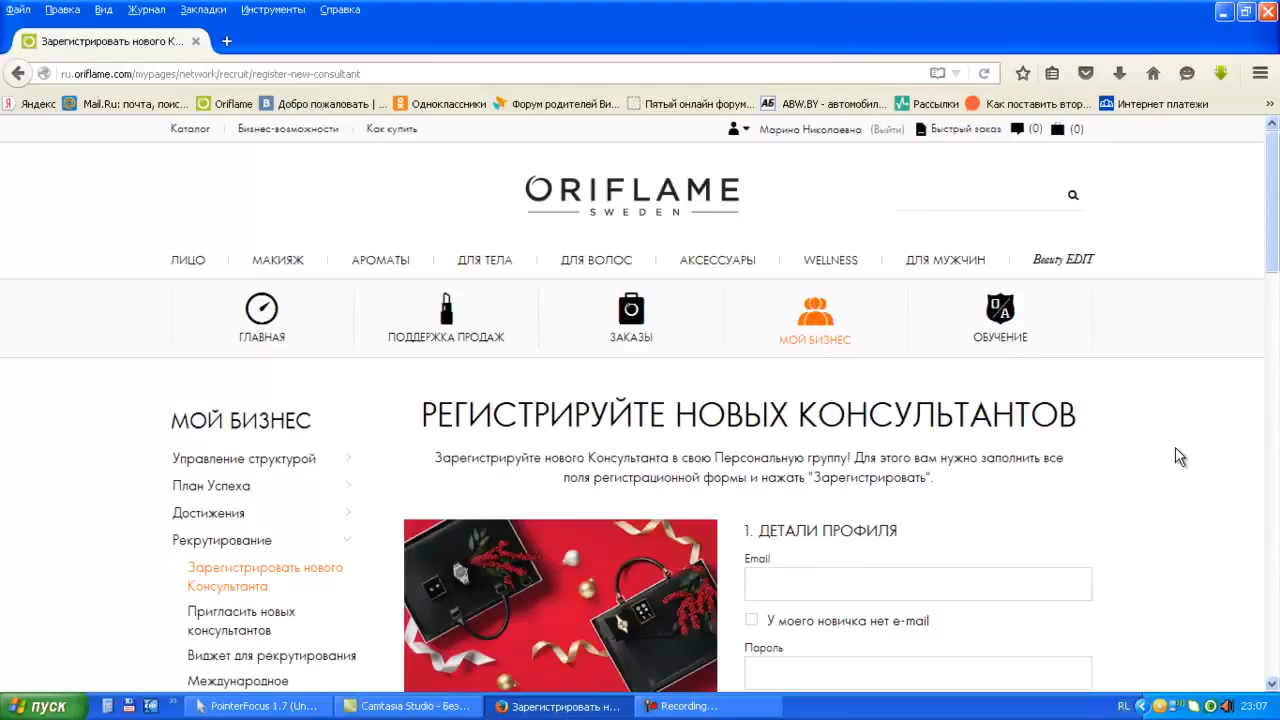 Файл Правка Вид Журнал Закладки Инструменты Справка
Зарегистрировать нового К...
ru.oriflame.com/mypages/network/recruit/register-new-consultant
Яндекс Mail.Ru: почта, поис... Oriflame Добро пожаловать | ... Одноклассники Форум родителей Ви... Пятый онлайн форум... АБ ABW.BY - автомобил... Рассылки Как поставить втор... Интернет платежи
Каталог Бизнес-возможности Как купить Марина Николаевна (Выйти) Быстрый заказ (0) (0)
ORIFLAME
SWEDEN
ЛИЦО МАКИЯЖ АРОМАТЫ ДЛЯ ТЕЛА ДЛЯ ВОЛОС АКСЕССУАРЫ WELLNESS ДЛЯ МУЖЧИН Beauty EDIT
ГЛАВНАЯ ПОДДЕРЖКА ПРОДАЖ ЗАКАЗЫ МОЙ БИЗНЕС ОБУЧЕНИЕ
МОЙ БИЗНЕС
Управление структурой
План Успеха
Достижения
Рекрутирование
Зарегистрировать нового
Консультанта
Пригласить новых
консультантов
Виджет для рекрутирования
Международное
РЕГИСТРИРУЙТЕ НОВЫХ КОНСУЛЬТАНТОВ
Зарегистрируйте нового Консультанта в свою Персональную группу! Для этого вам нужно заполнить все
поля регистрационной формы и нажать "Зарегистрировать".
1. ДЕТАЛИ ПРОФИЛЯ
Email
У моего новичка нет e-mail
Пароль
пуск PointerFocus 1.7 (Un... Camtasia Studio - Без... Зарегистрировать н... Recording... RL 23:07